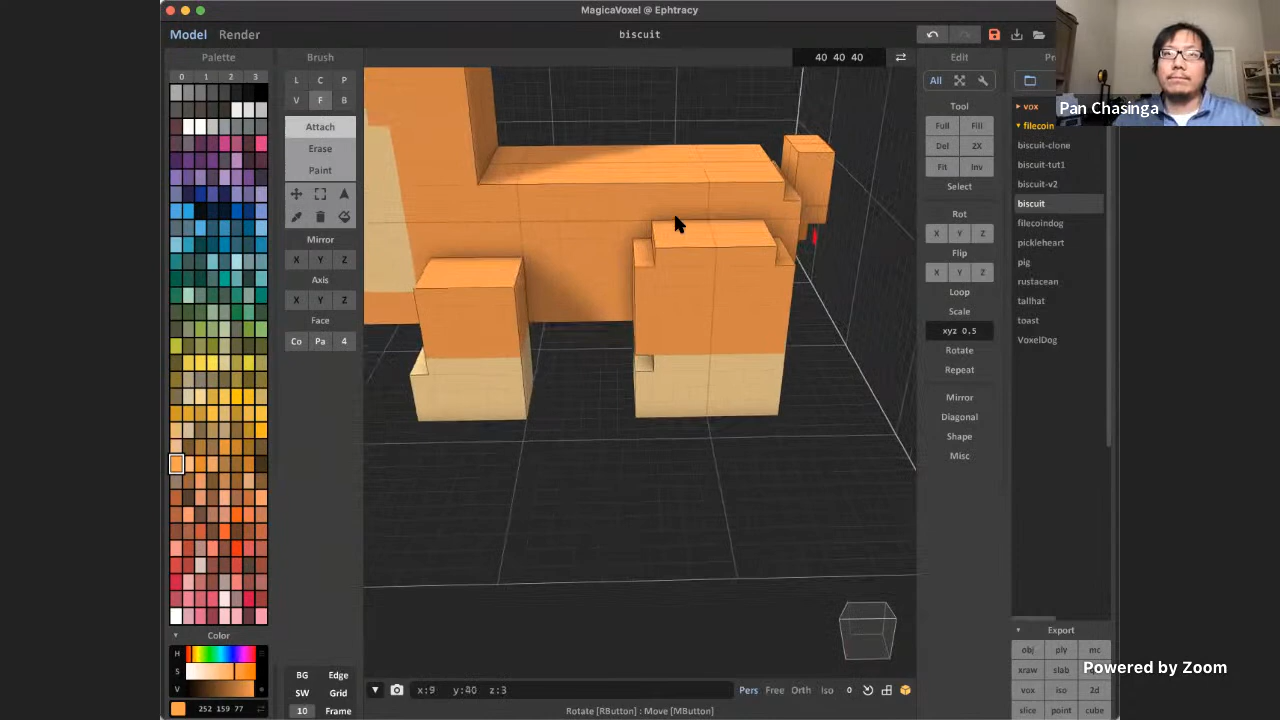 MagicaVoxel @ Ephtracy
Model Render
biscuit
Palette
0 1 2 3
Color
H
S
V
252 159 77
Brush
L C P
V F B
Attach
Erase
Paint
Mirror
X Y Z
Axis
X Y Z
Face
Co Pa 4
BG Edge
SW Grid
10 Frame
40 40 40
x:9 y:40 z:3
Pers Free Orth Iso 0
Rotate [RButton] : Move [MButton]
Edit
All
Tool
Full Fill
Del 2X
Fit Inv
Select
Rot
X Y Z
Flip
X Y Z
Loop
Scale
xyz 0.5
Rotate
Repeat
Mirror
Diagonal
Shape
Misc
vox
filecoin
biscuit-clone
biscuit-tut1
biscuit-v2
biscuit
filecoindog
pickleheart
pig
rustacean
tallhat
toast
VoxelDog
Export
obj ply mc
xraw slab
vox iso 2d
slice point cube
Pan Chasinga
Powered by Zoom